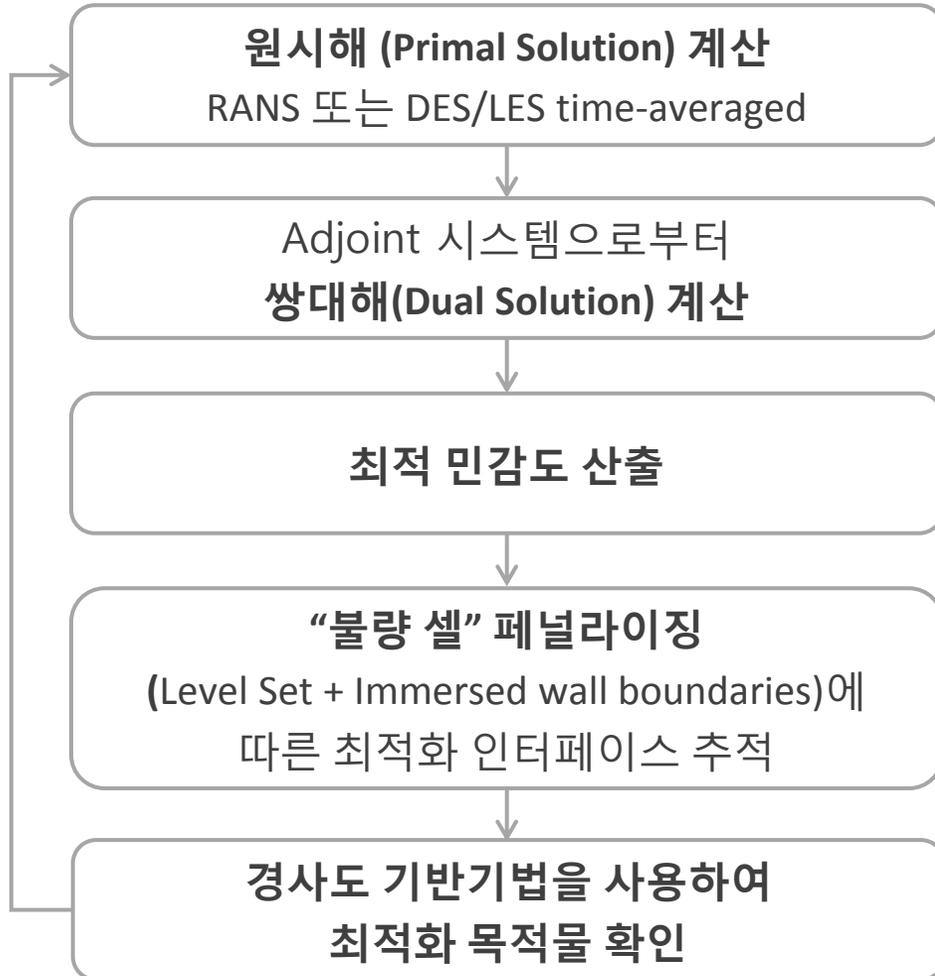 원시해 (Primal Solution) 계산
RANS 또는 DES/LES time-averaged
Adjoint 시스템으로부터
쌍대해(Dual Solution) 계산
최적 민감도 산출
“불량 셀” 페널라이징
(Level Set + Immersed wall boundaries)에
따른 최적화 인터페이스 추적
경사도 기반기법을 사용하여
최적화 목적물 확인